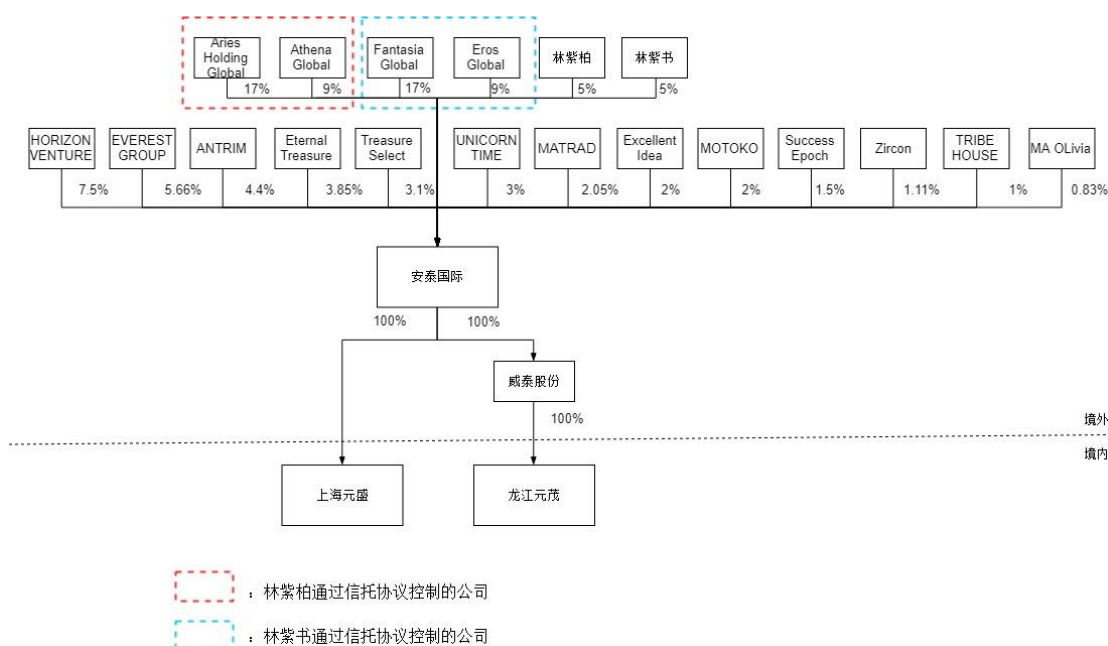 Aries
Holding
Global
Athena
Global
Fantasia
Global
Eros
Global
林紫柏
林紫书
17%
9%
17%
9%
5%
5%
HORIZON
VENTURE
EVEREST
GROUP
ANTRIM
Eternal
Treasure
Treasure
Select
UNICORN
TIME
MATRAD
Excellent
Idea
MOTOKO
Success
Epoch
Zircon
TRIBE
HOUSE
MA OLivia
7.5%
5.66%
4.4%
3.85%
3.1%
3%
2.05%
2%
2%
1.5%
1.11%
1%
0.83%
安泰国际
100%
100%
威泰股份
100%
境外
境内
上海元盛
龙江元茂
：林紫柏通过信托协议控制的公司
：林紫书通过信托协议控制的公司